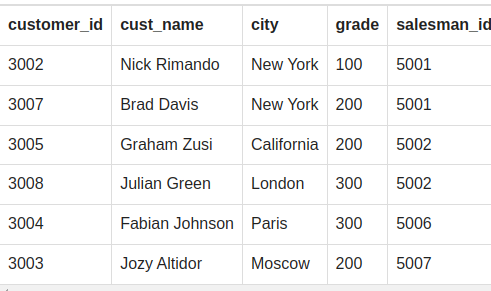 customer_id cust_name city grade salesman_id
3002 Nick Rimando New York 100 5001
3007 Brad Davis New York 200 5001
3005 Graham Zusi California 200 5002
3008 Julian Green London 300 5002
3004 Fabian Johnson Paris 300 5006
3003 Jozy Altidor Moscow 200 5007